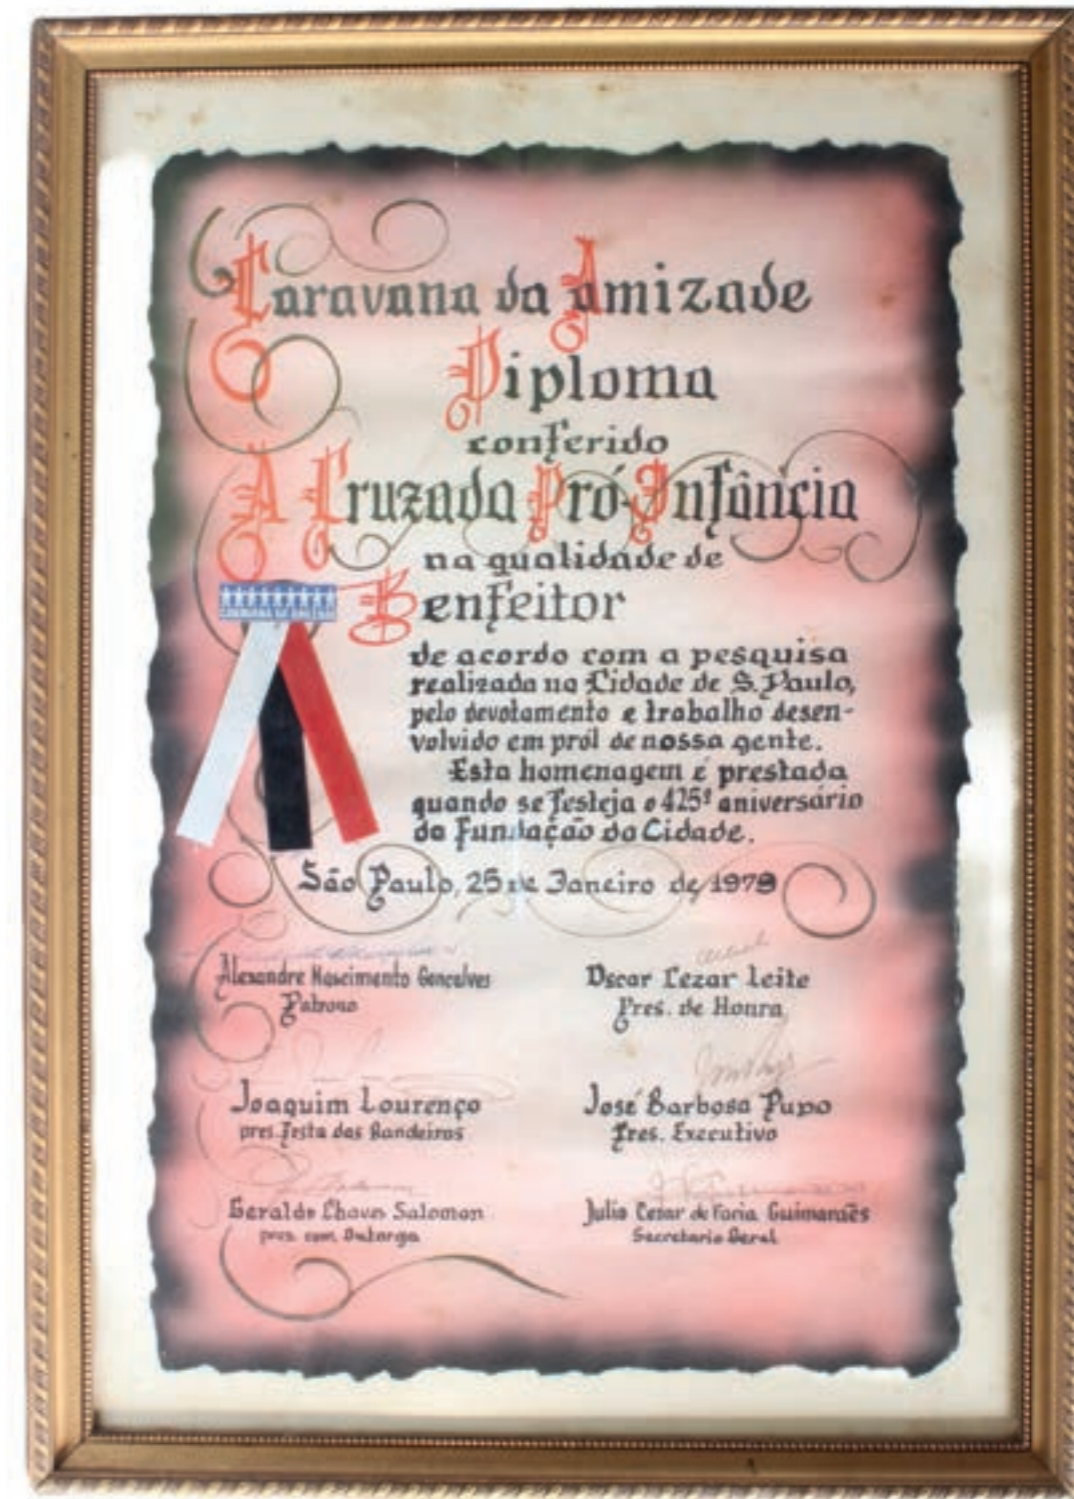 Caravana da Amizade
Diploma
conferido
A Cruzada Pró-Infância
na qualidade de
Benfeitor
de acordo com a pesquisa
realizada na Cidade de S. Paulo,
pelo devotamento e trabalho desen-
volvido em pról de nossa gente.
Esta homenagem é prestada
quando se festeja o 425º aniversário
da Fundação da Cidade.
São Paulo, 25 de Janeiro de 1979
Alexandre Nascimento Gonçalves
Patrono
Oscar Cezar Leite
Pres. de Honra
Joaquim Lourenço
pres. Festa das Bandeiras
José Barbosa Pupo
Pres. Executivo
Geraldo Chaves Salomon
pres. com. Outorga
Julio Cezar de Faria Guimarães
Secretario Geral